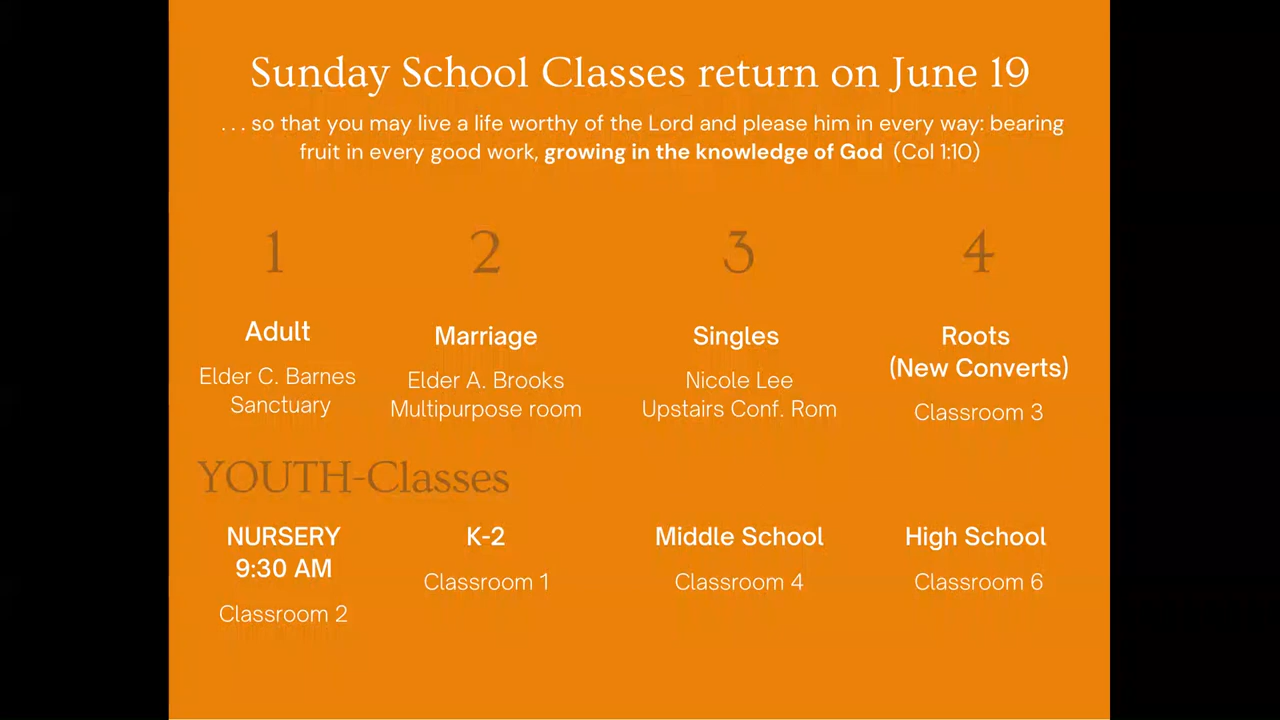 Sunday School Classes return on June 19
. . . so that you may live a life worthy of the Lord and please him in every way: bearing
fruit in every good work, growing in the knowledge of God (Col 1:10)
1
Adult
Elder C. Barnes
Sanctuary
2
Marriage
Elder A. Brooks
Multipurpose room
3
Singles
Nicole Lee
Upstairs Conf. Rom
4
Roots
(New Converts)
Classroom 3
YOUTH-Classes
NURSERY
9:30 AM
Classroom 2
K-2
Classroom 1
Middle School
Classroom 4
High School
Classroom 6